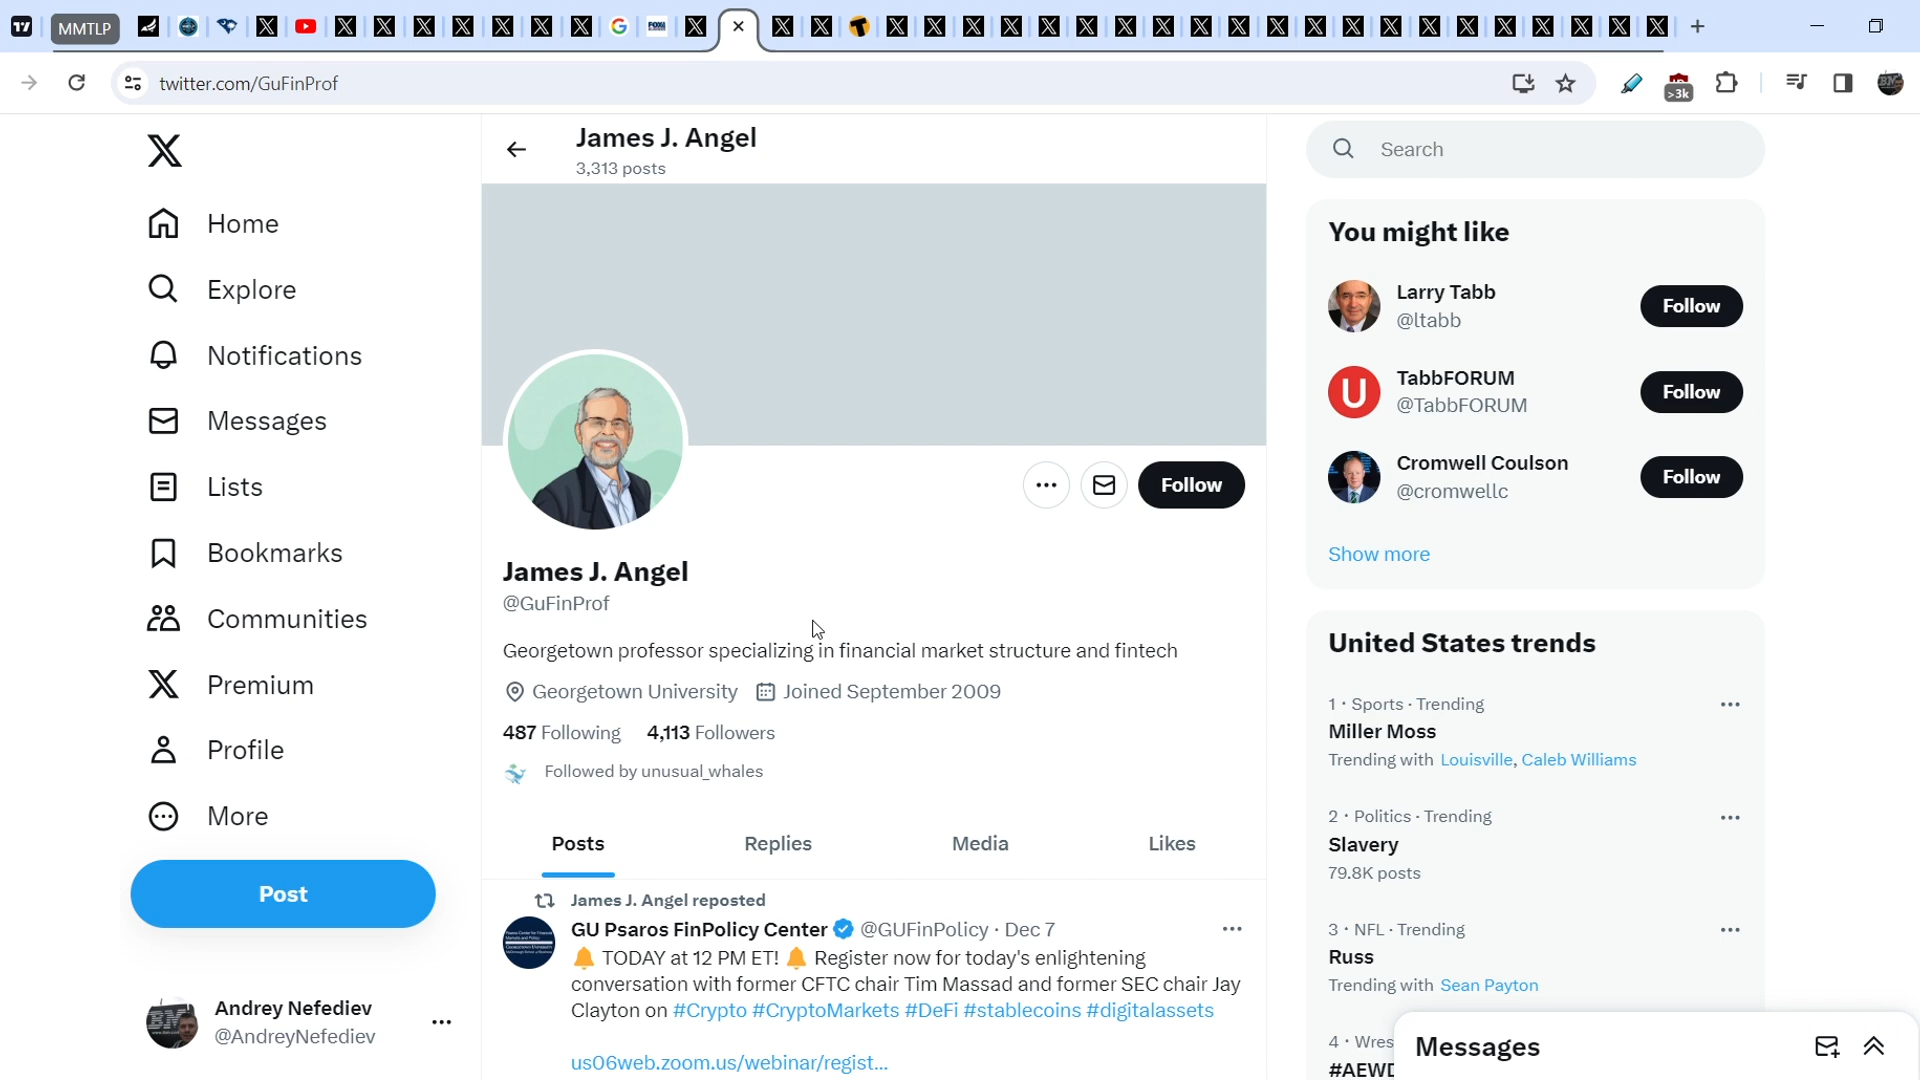 MMTLP
>3k
twitter.com/GuFinProf
Home
Explore
Notifications
Messages
Lists
Bookmarks
Communities
Premium
Profile
More
Post
Andrey Nefediev
@AndreyNefediev
James J. Angel
3,313 posts
Follow
James J. Angel
@GuFinProf
Georgetown professor specializing in financial market structure and fintech
Georgetown University Joined September 2009
487 Following 4,113 Followers
Followed by unusual_whales
Posts Replies Media Likes
James J. Angel reposted
GU Psaros FinPolicy Center @GUFinPolicy · Dec 7
🔔 TODAY at 12 PM ET! 🔔 Register now for today's enlightening
conversation with former CFTC chair Tim Massad and former SEC chair Jay
Clayton on #Crypto #CryptoMarkets #DeFi #stablecoins #digitalassets
us06web.zoom.us/webinar/regist...
Search
You might like
Larry Tabb
@ltabb
Follow
TabbFORUM
@TabbFORUM
Follow
Cromwell Coulson
@cromwellc
Follow
Show more
United States trends
1 · Sports · Trending
Miller Moss
Trending with Louisville, Caleb Williams
2 · Politics · Trending
Slavery
79.8K posts
3 · NFL · Trending
Russ
Trending with Sean Payton
4 · Wres
#AEWD
Messages